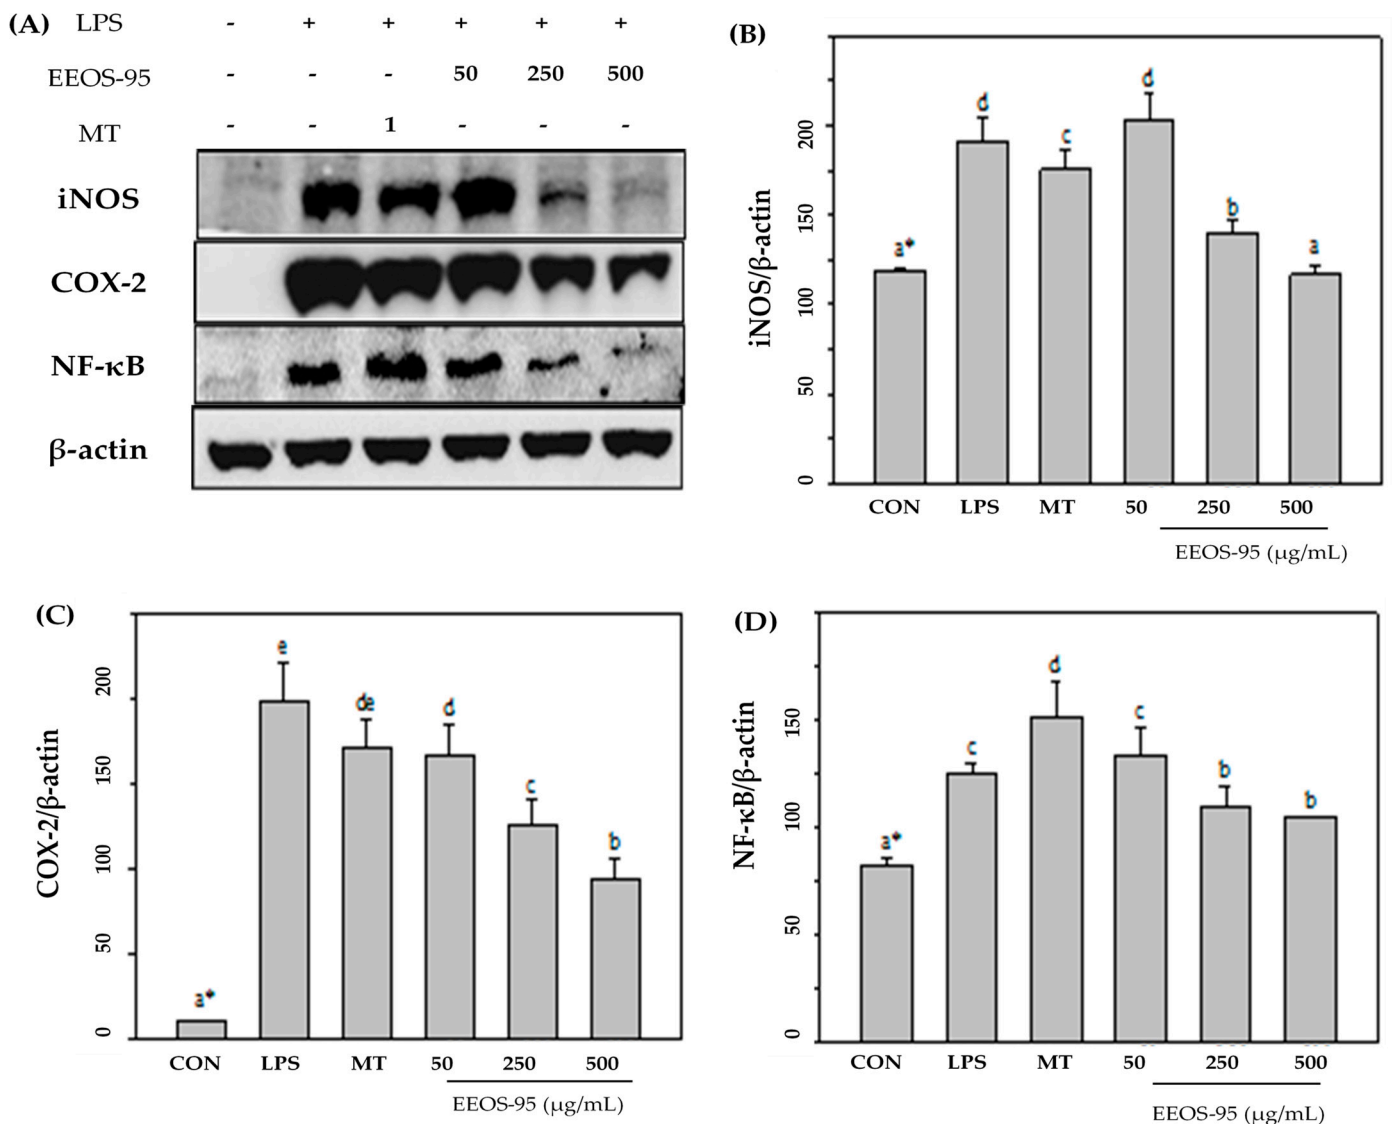 (A) LPS - + + + + +
EEOS-95 - - - 50 250 500
MT - - 1 - - -
iNOS
COX-2
NF-κB
β-actin
(B)
iNOS/β-actin
200
150
100
50
0
a* d c d b a
CON LPS MT 50 250 500
EEOS-95 (μg/mL)
(C)
COX-2/β-actin
200
150
100
50
0
a* e de d c b
CON LPS MT 50 250 500
EEOS-95 (μg/mL)
(D)
NF-κB/β-actin
150
100
50
0
a* c d c b b
CON LPS MT 50 250 500
EEOS-95 (μg/mL)